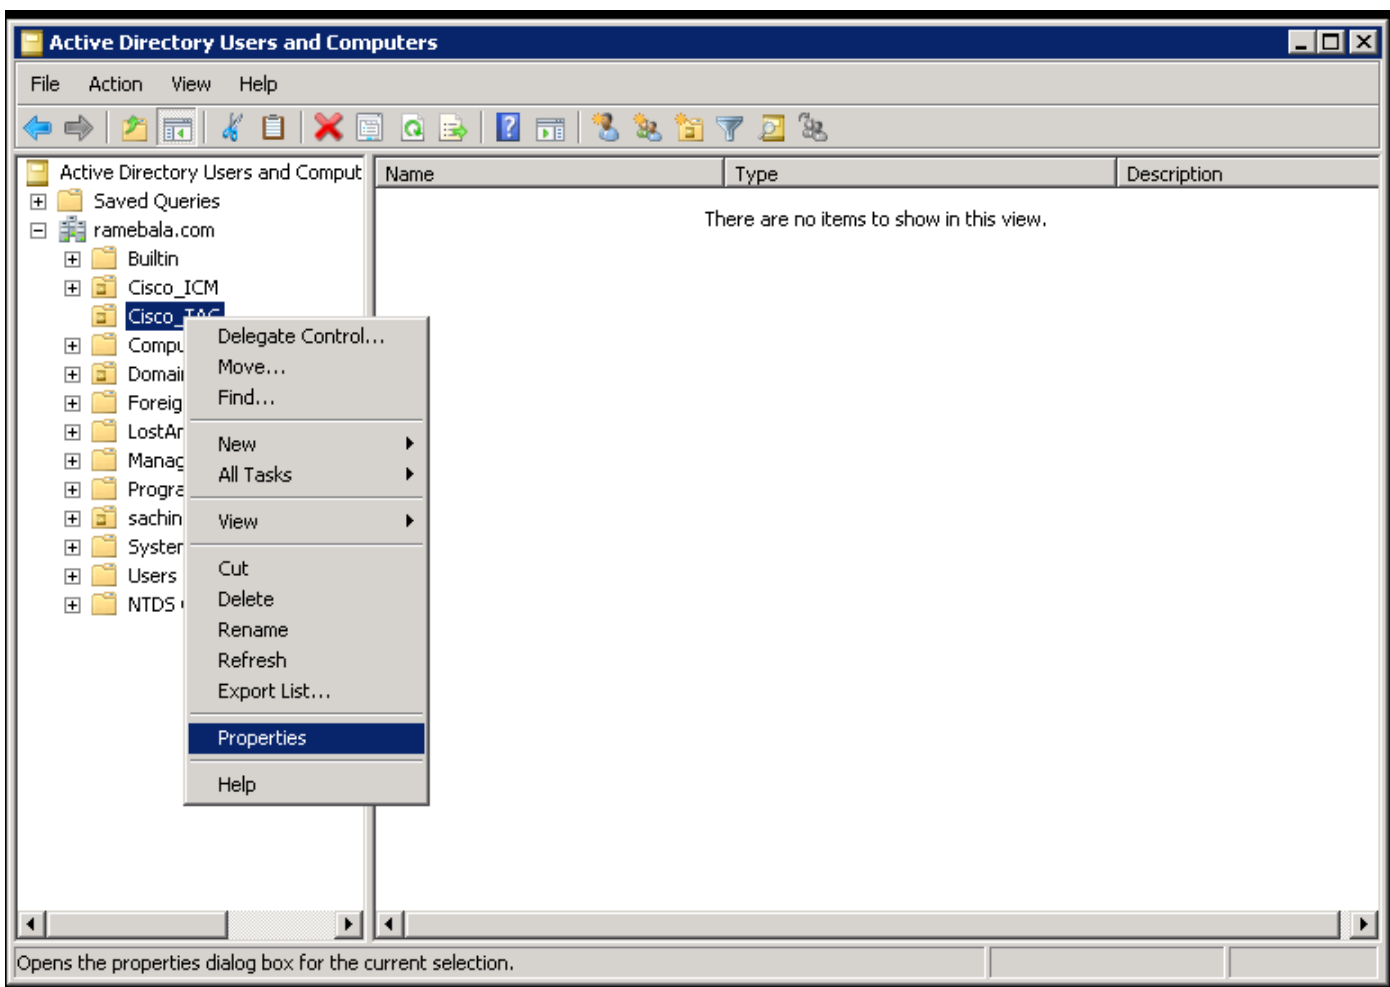 Active Directory Users and Computers
File Action View Help
Active Directory Users and Comput
Name Type Description
Saved Queries
There are no items to show in this view.
ramebala.com
Builtin
Cisco_ICM
Cisco_TAC
Compu
Domai
Foreig
LostAr
Manag
Progra
sachin
System
Users
NTDS
Delegate Control...
Move...
Find...
New
All Tasks
View
Cut
Delete
Rename
Refresh
Export List...
Properties
Help
Opens the properties dialog box for the current selection.